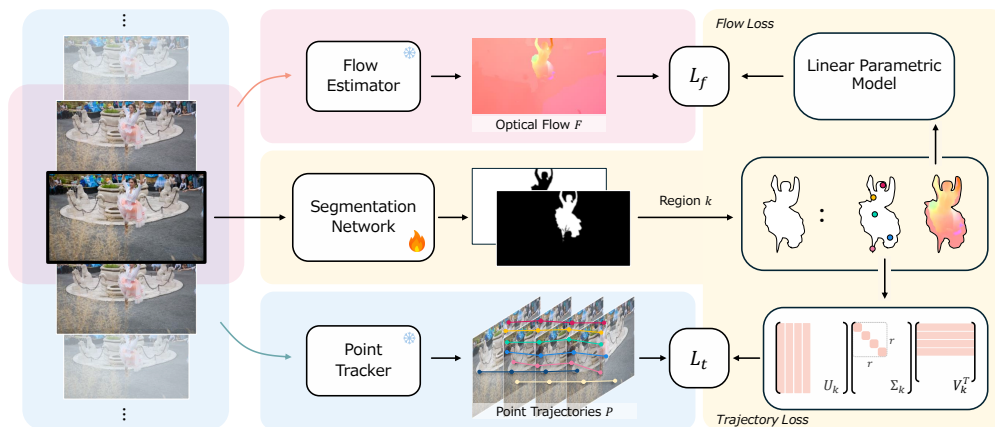 Flow Loss
Flow
Estimator
Optical Flow F
L_f
Linear Parametric
Model
Segmentation
Network
Region k
:
Point
Tracker
Point Trajectories P
L_t
r
r
U_k
Σ_k
V_k^T
Trajectory Loss